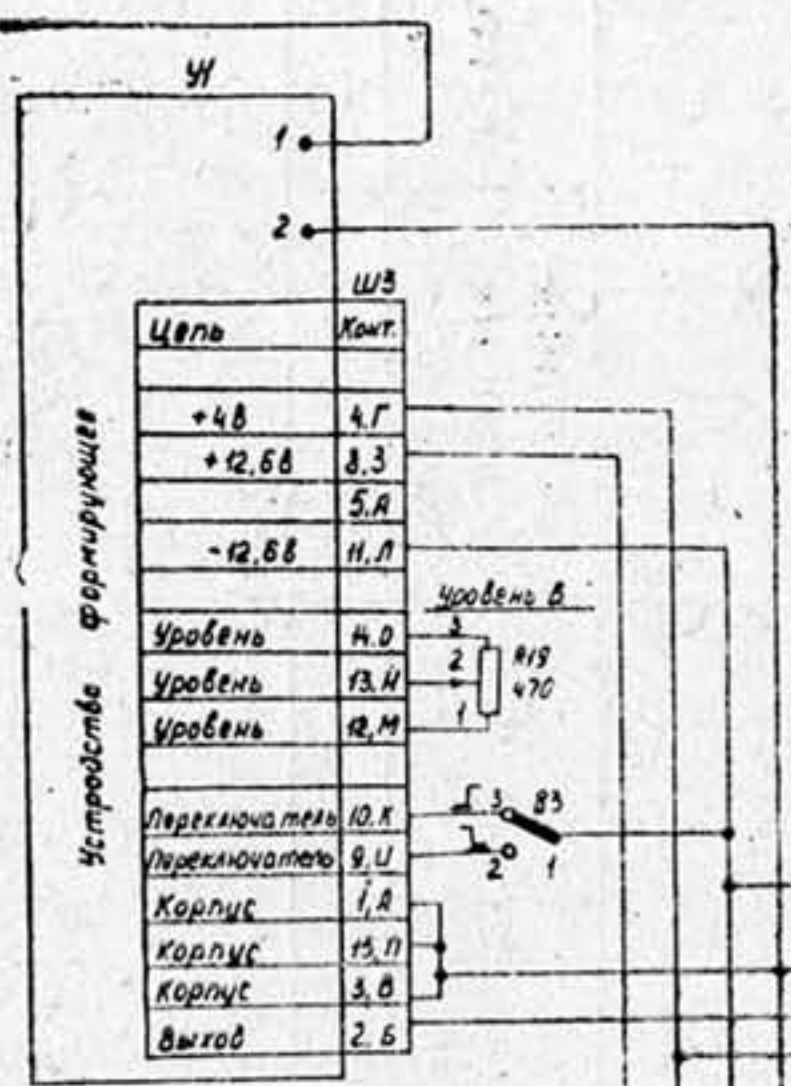 У1
1
2
Ш3
Цепь Конт.
+4В 4,Г
+12,6В 8,З
5,А
-12,6В 11,Л
Уровень В
Уровень 14,О 3
Уровень 13,Н 2 R19
470
Уровень 12,М 1
Переключатель 10,К 3 В3
Переключатель 9,И 2 1
Корпус 1,А
Корпус 15,П
Корпус 3,В
Выход 2,Б
Устройство формирующее